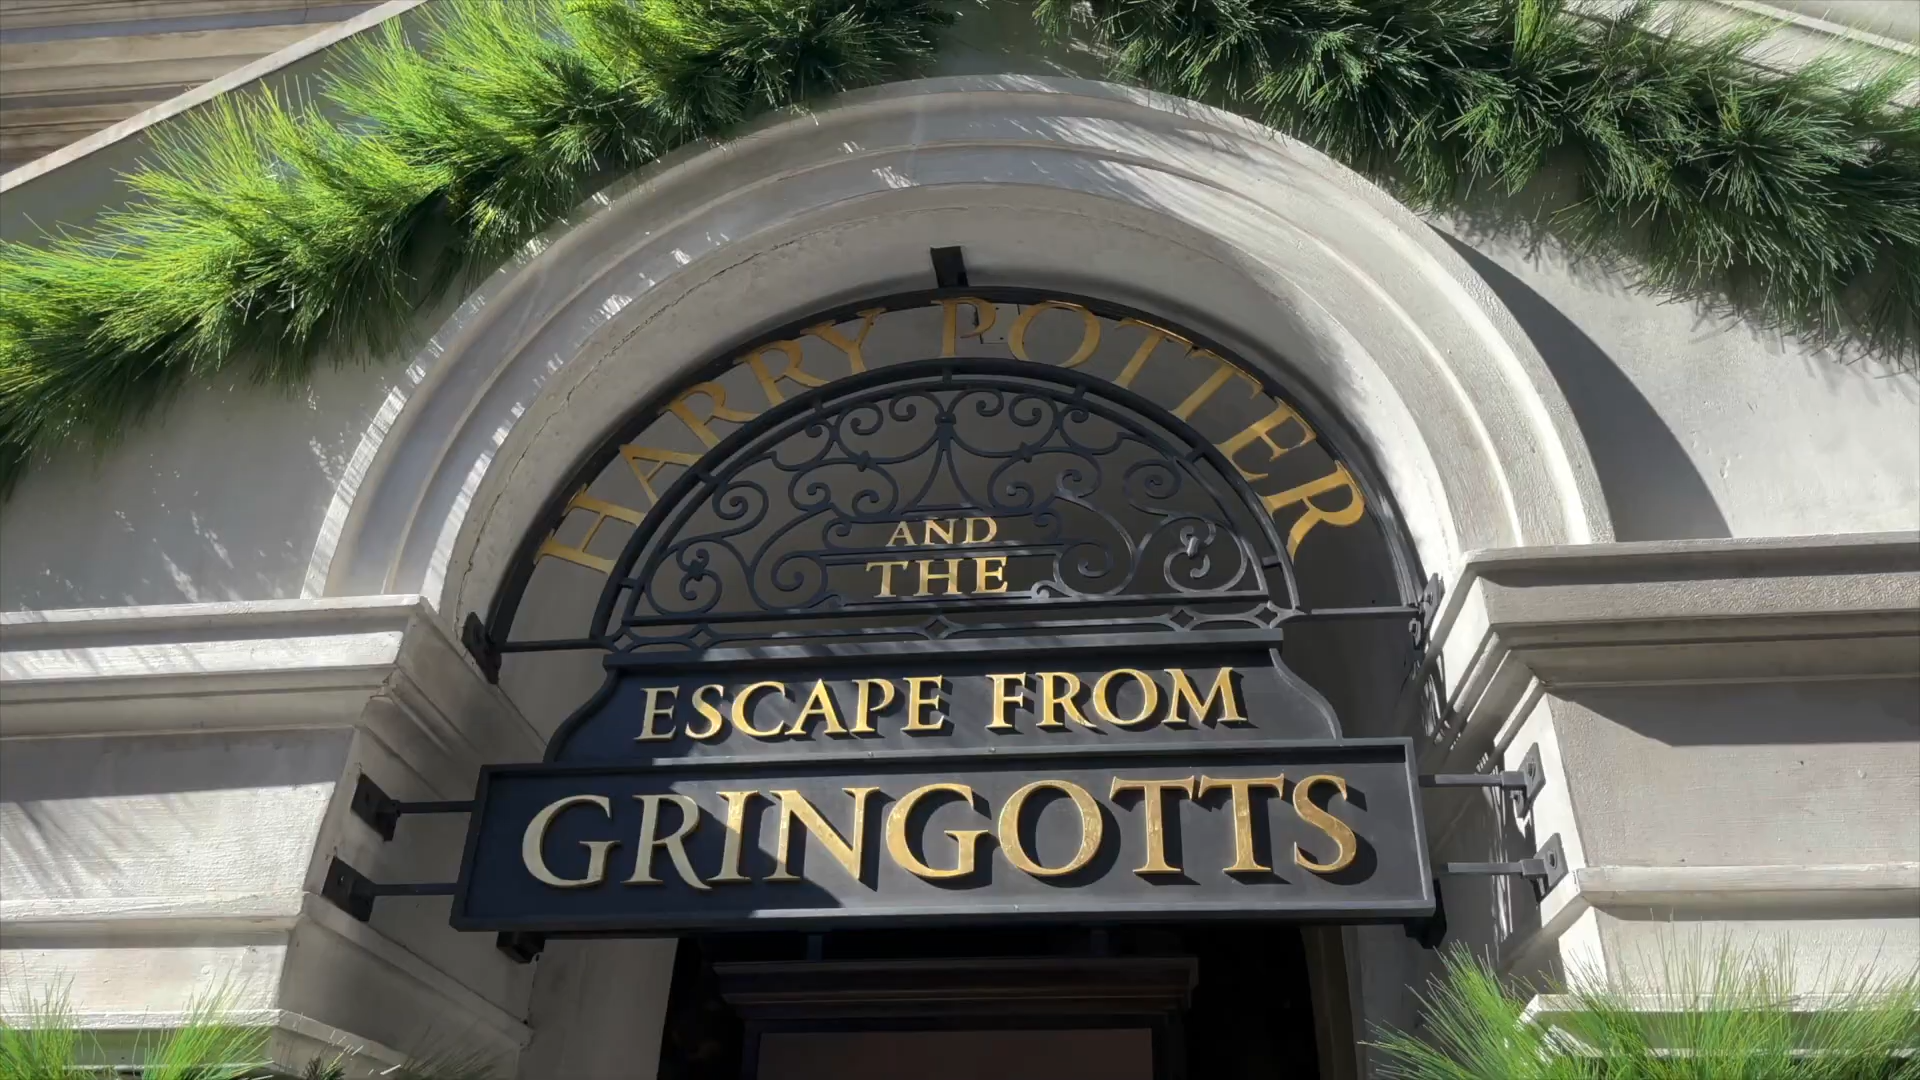 HARRY POTTER
AND
THE
ESCAPE FROM
GRINGOTTS